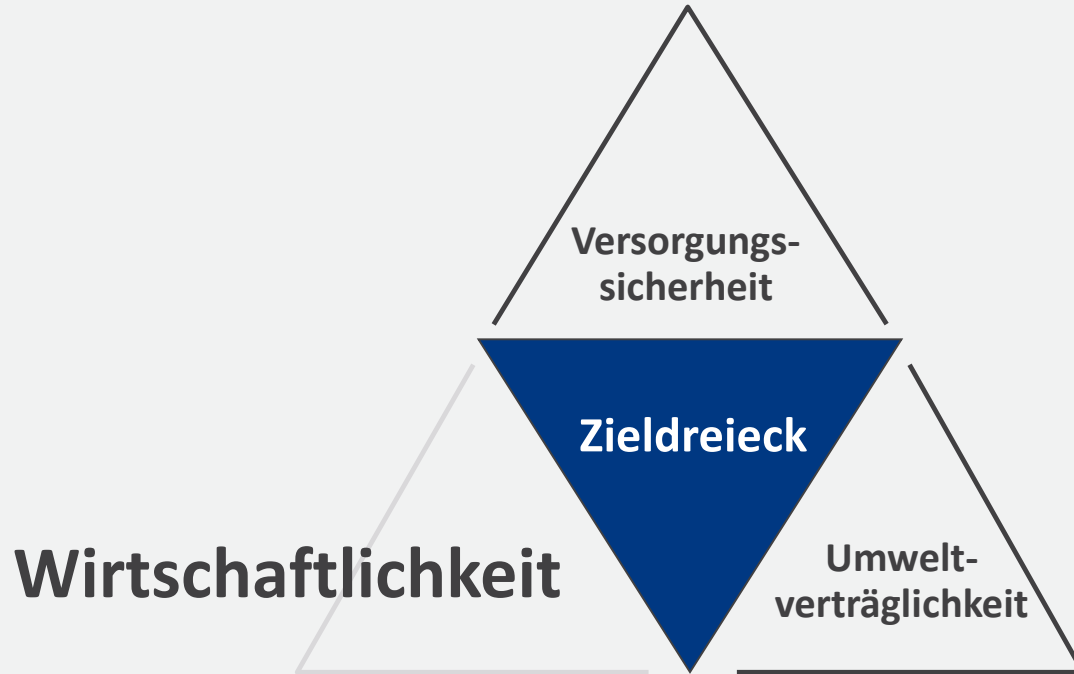 Versorgungs-
sicherheit
Zieldreieck
Wirtschaftlichkeit
Umwelt-
verträglichkeit